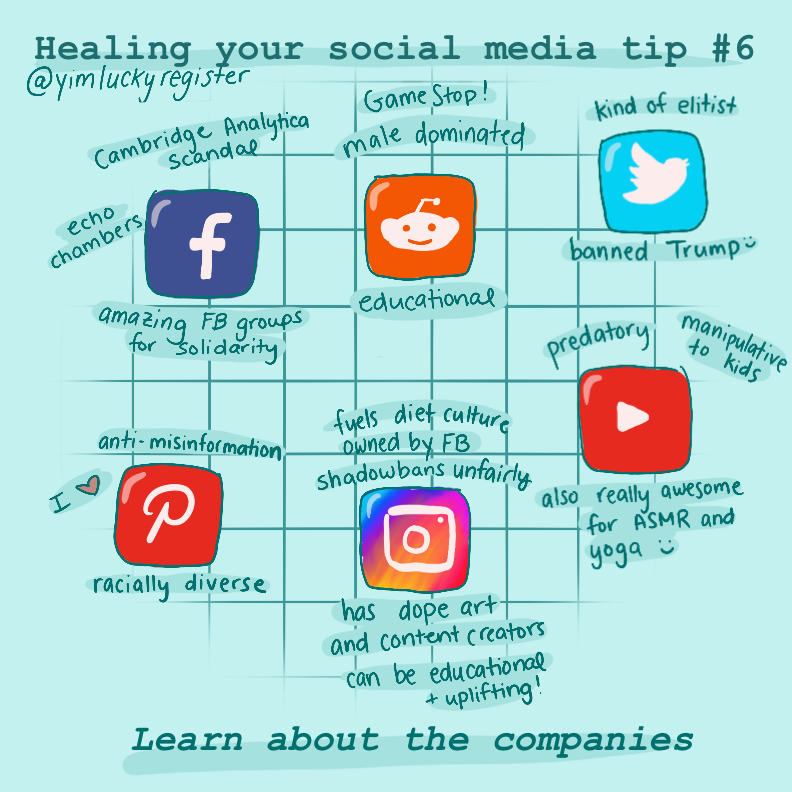 Healing your social media tip #6
@yimluckyregister
Cambridge Analytica
scandal
echo
chambers
f
amazing FB groups
for solidarity
GameStop!
male dominated
educational
kind of elitist
banned Trump
predatory
manipulative
to kids
also really awesome
for ASMR and
yoga
anti-misinformation
I
P
racially diverse
fuels diet culture
owned by FB
shadowbans unfairly
has dope art
and content creators
can be educational
+ uplifting!
Learn about the companies